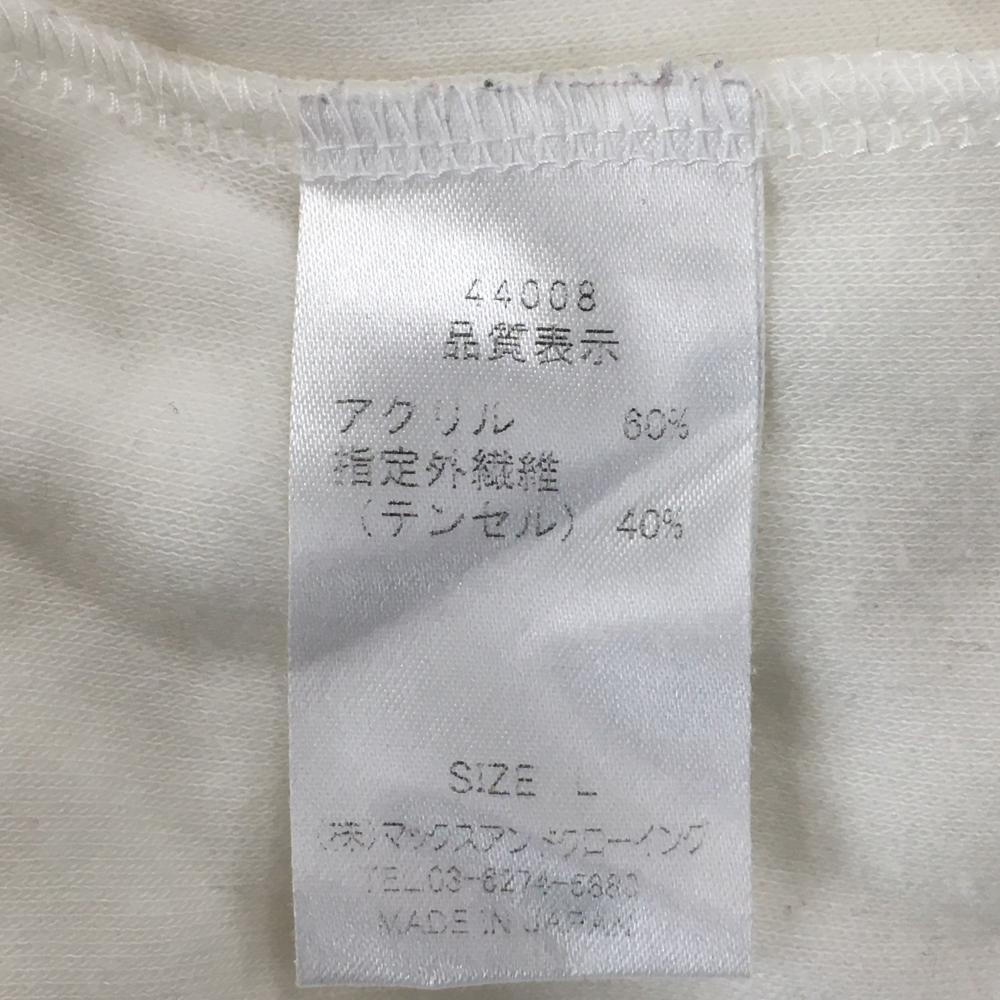 44008
品質表示
アクリル 60%
指定外繊維
(テンセル) 40%
SIZE L
(株)マックスアンドグローイング
TEL03-6274-6880
MADE IN JAPAN